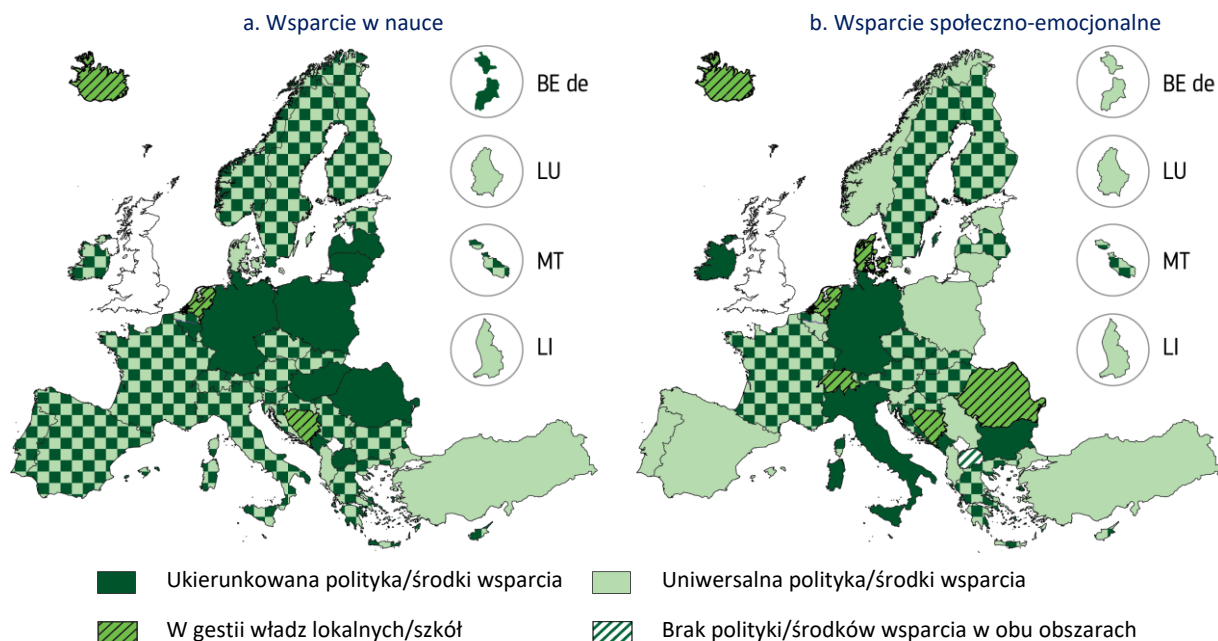 a. Wsparcie w nauce
b. Wsparcie społeczno-emocjonalne
BE de
LU
MT
LI
BE de
LU
MT
LI
Ukierunkowana polityka/środki wsparcia
Uniwersalna polityka/środki wsparcia
W gestii władz lokalnych/szkół
Brak polityki/środków wsparcia w obu obszarach